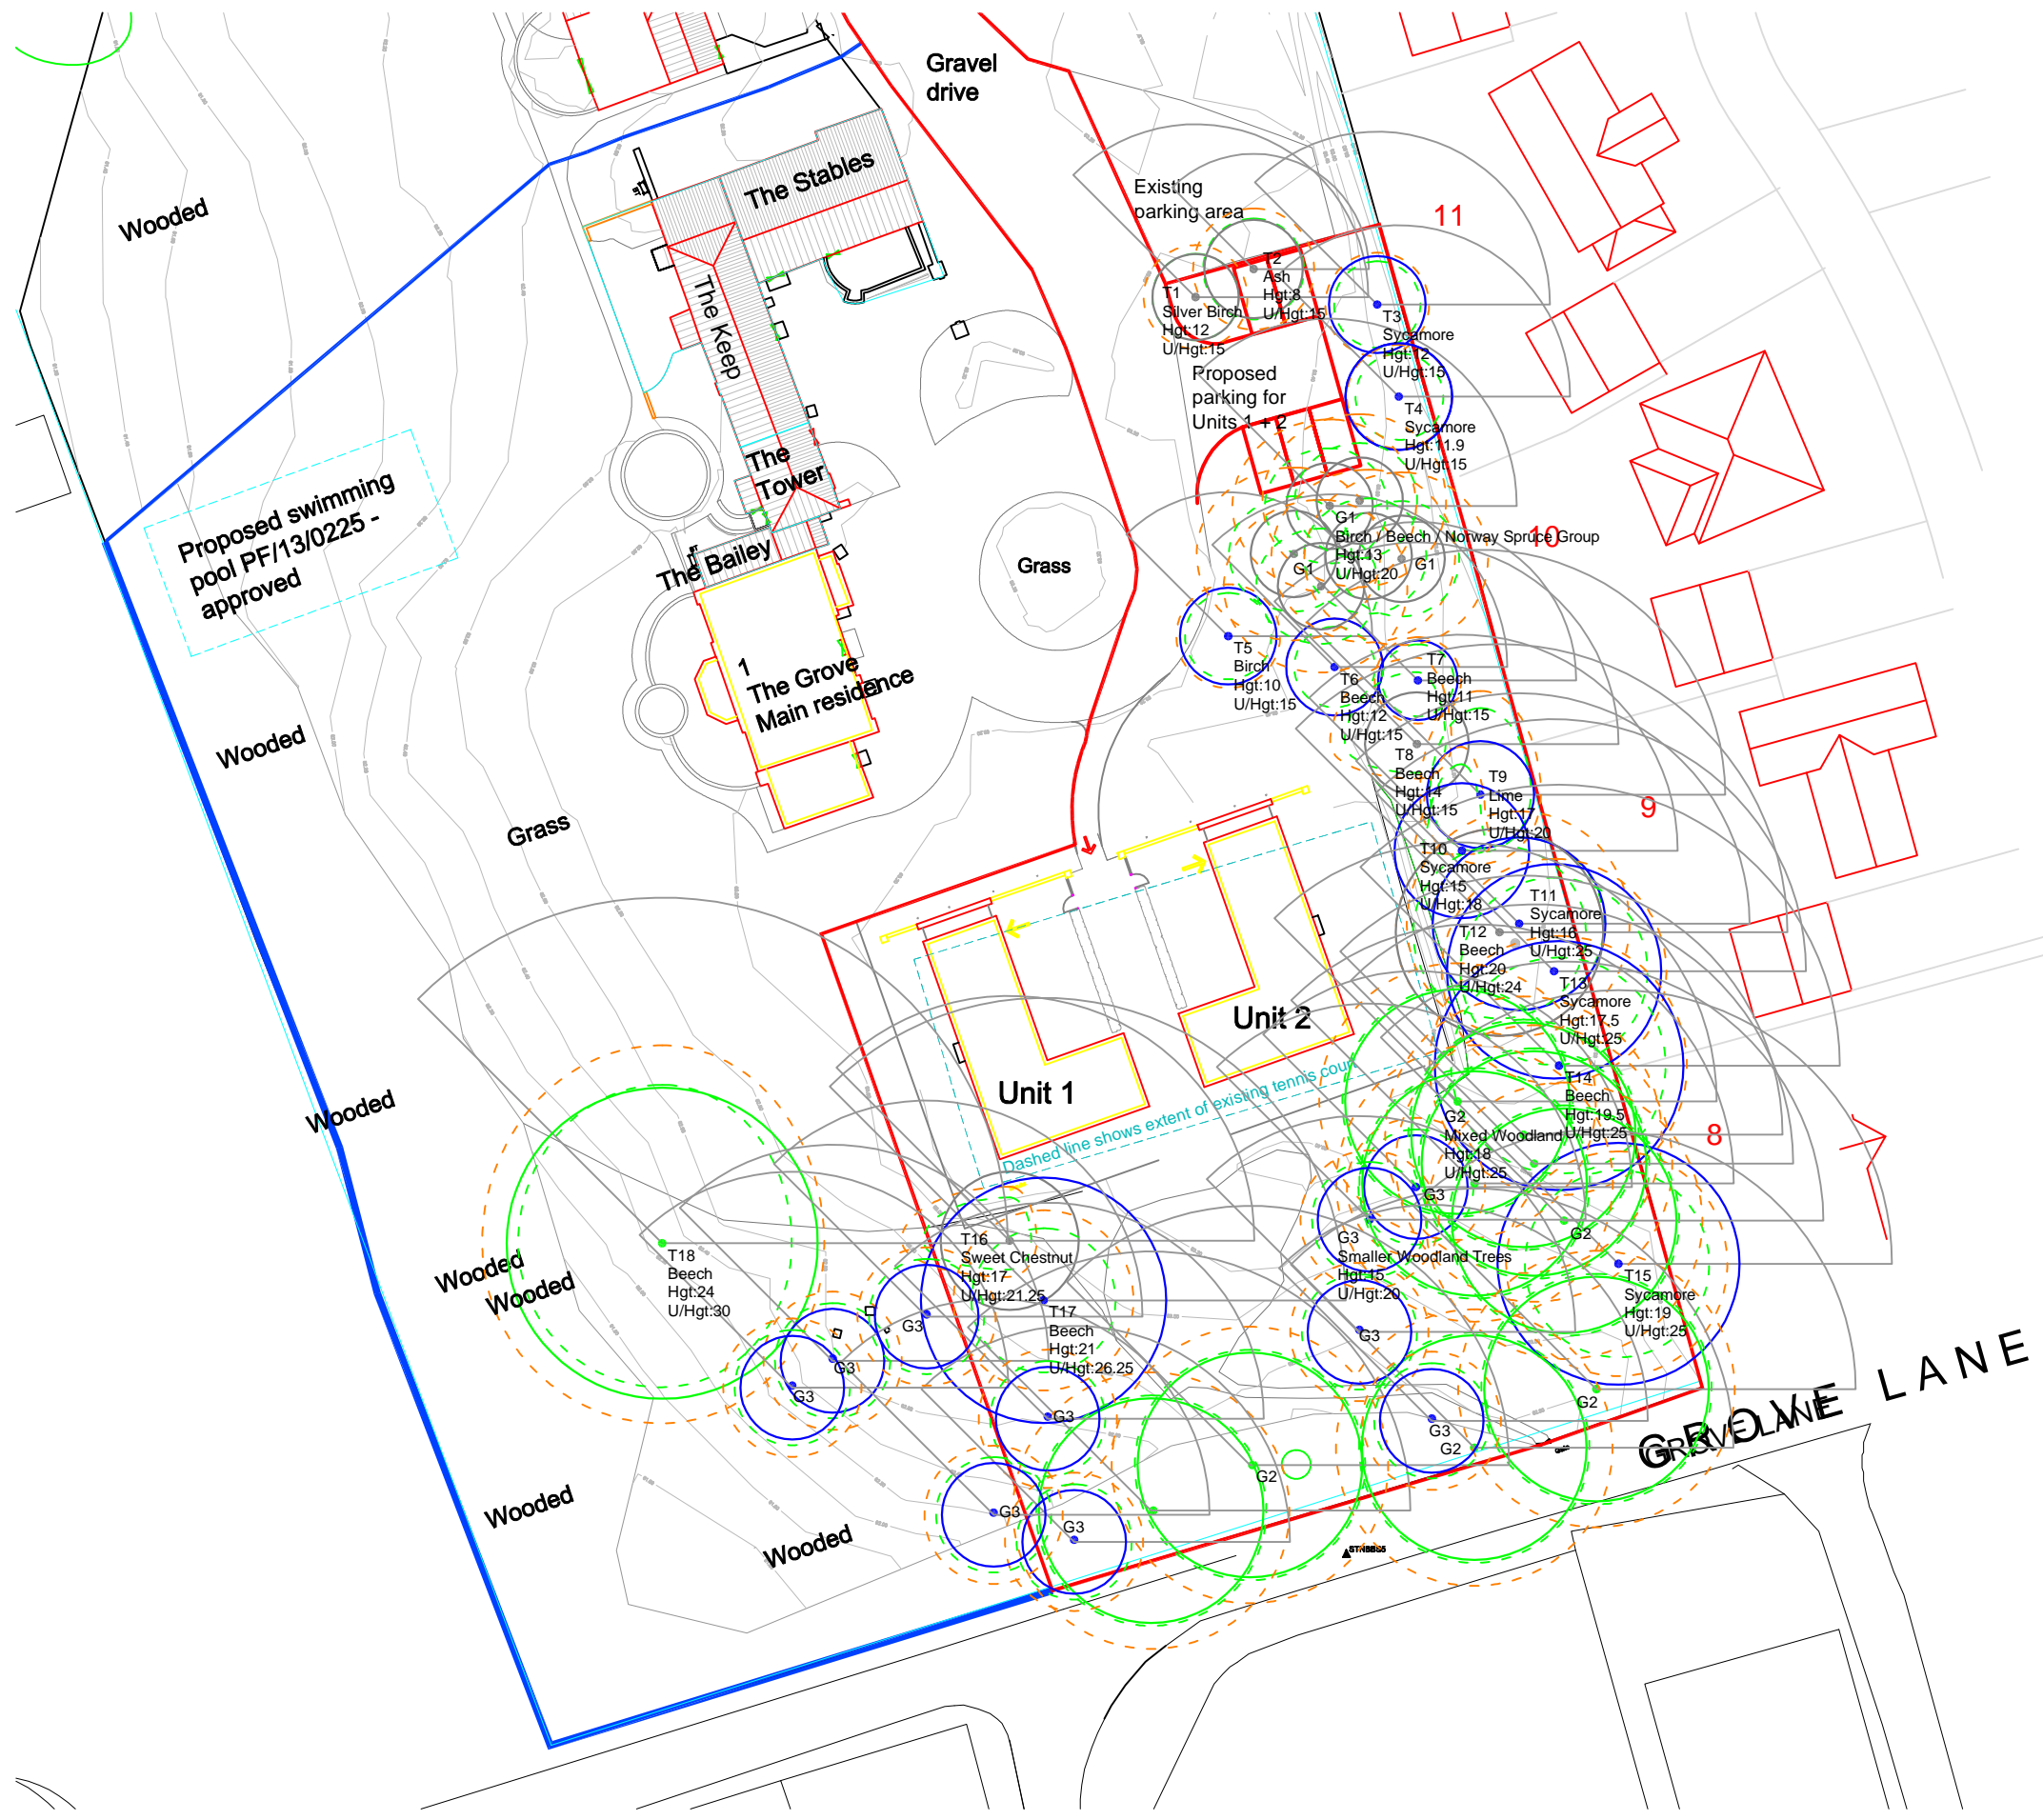 Gravel
drive
The Stables
Wooded
Existing
parking area
11
T2
Ash
Hgt:8
U/Hgt:15
T1
Silver Birch
Hgt:12
U/Hgt:15
T3
Sycamore
Hgt:12
U/Hgt:15
The Keep
Proposed
parking for
Units 1 + 2
T4
Sycamore
Hgt:11.9
U/Hgt:15
The
Tower
Proposed swimming
pool PF/13/0225 -
approved
G1
Birch / Beech / Norway Spruce Group
Hgt:13
U/Hgt:20
10
G1
G1
The Bailey
Grass
1
The Grove
Main residence
T5
Birch
Hgt:10
U/Hgt:15
T6
Beech
Hgt:12
U/Hgt:15
T7
Beech
Hgt:11
U/Hgt:15
Wooded
T8
Beech
Hgt:14
U/Hgt:15
T9
Lime
Hgt:17
U/Hgt:20
9
Grass
T10
Sycamore
Hgt:15
U/Hgt:18
T11
Sycamore
Hgt:16
U/Hgt:25
T12
Beech
Hgt:20
U/Hgt:24
T13
Sycamore
Hgt:17.5
U/Hgt:25
Unit 2
Unit 1
Dashed line shows extent of existing tennis court
T14
Beech
Hgt:19.5
U/Hgt:25
Wooded
G2
Mixed Woodland
Hgt:18
U/Hgt:25
8
G3
G2
G3
Smaller Woodland Trees
Hgt:15
U/Hgt:20
T16
Sweet Chestnut
Hgt:17
U/Hgt:21.25
T18
Beech
Hgt:24
U/Hgt:30
Wooded
Wooded
T15
Sycamore
Hgt:19
U/Hgt:25
T17
Beech
Hgt:21
U/Hgt:26.25
G3
G3
G3
G3
G3
G3
G2
G2
G2
G3
G3
GROVE LANE
GROVE LANE
Wooded
Wooded